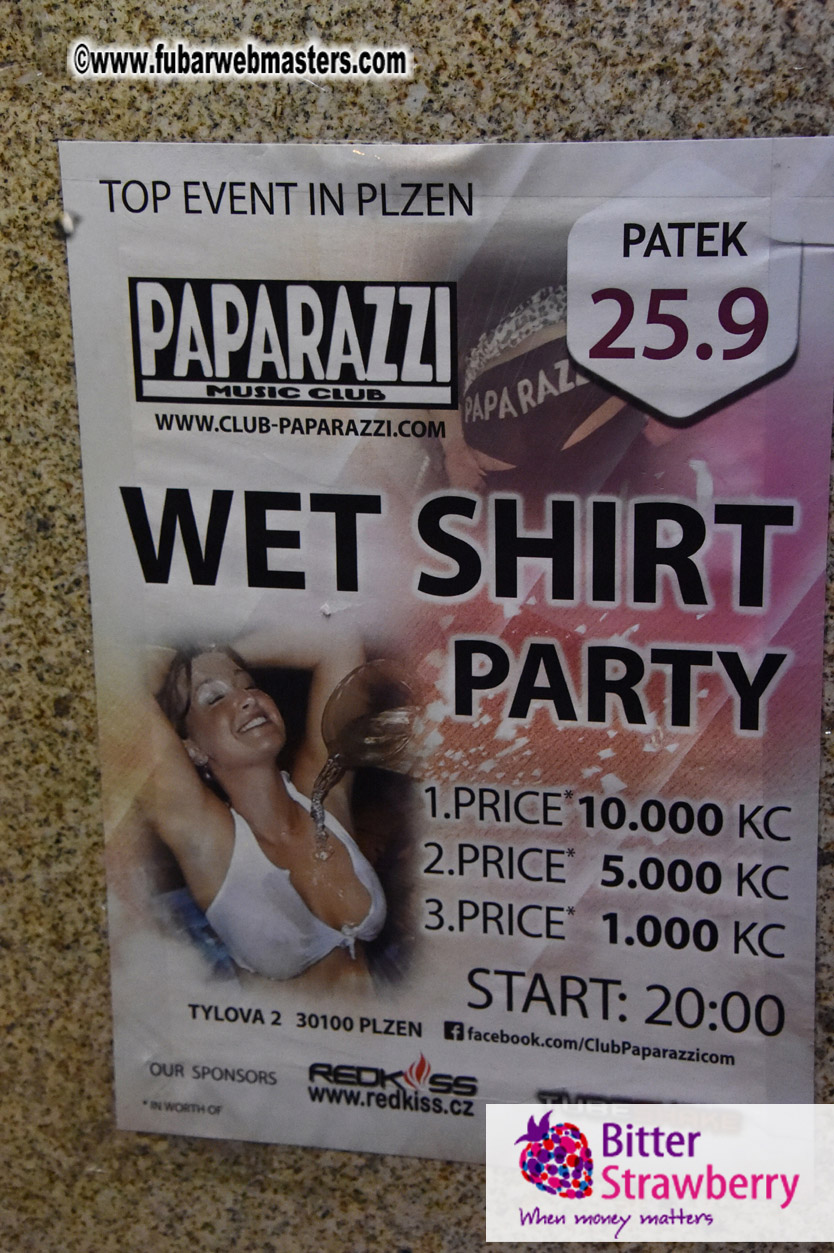 ©www.fubarwebmasters.com
TOP EVENT IN PLZEN
PATEK
25.9
PAPARAZZI
MUSIC CLUB
WWW.CLUB-PAPARAZZI.COM
PAPARAZZ
WET SHIRT
PARTY
1.PRICE* 10.000 KC
2.PRICE* 5.000 KC
3.PRICE* 1.000 KC
START: 20:00
TYLOVA 2 30100 PLZEN
facebook.com/ClubPaparazzicom
OUR SPONSORS
REDKISS
www.redkiss.cz
* IN WORTH OF
Bitter
Strawberry
When money matters